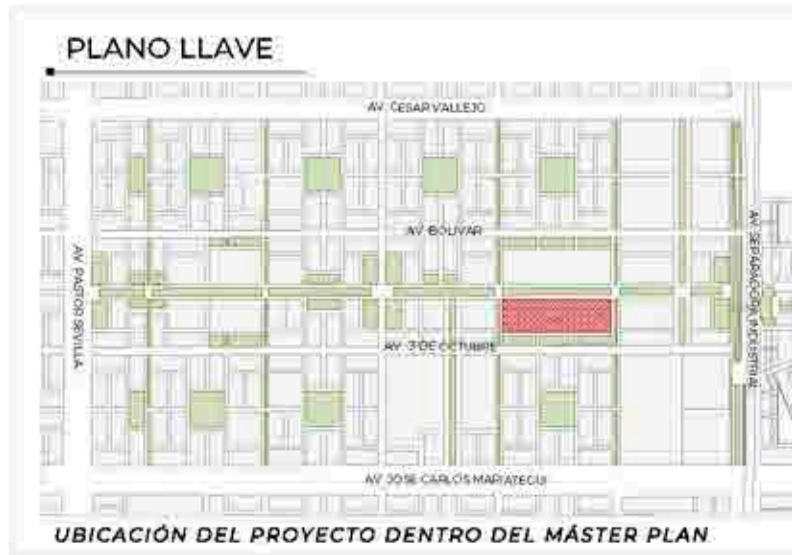 PLANO LLAVE
AV. CESAR VALLEJO
AV. BOLIVAR
AV. PASTOR SEVILLA
AV. SEPARADORA INDUSTRIAL
AV. 3 DE OCTUBRE
AV. JOSE CARLOS MARIATEGUI
UBICACIÓN DEL PROYECTO DENTRO DEL MÁSTER PLAN